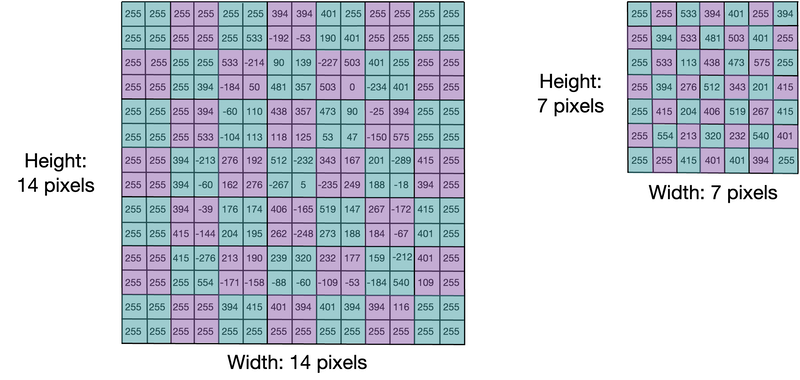 255 255 255 255 255 255 394 394 401 255 255 255 255 255
255 255 255 255 255 533 -192 -53 190 401 255 255 255 255
255 255 255 255 533 -214 90 139 -227 503 401 255 255 255
255 255 255 394 -184 50 481 357 503 0 -234 401 255 255
255 255 255 394 -60 110 438 357 473 90 -25 394 255 255
255 255 255 533 -104 113 118 125 53 47 -150 575 255 255
255 255 394 -213 276 192 512 -232 343 167 201 -289 415 255
255 255 394 -60 162 276 -267 5 -235 249 188 -18 394 255
255 255 394 -39 176 174 406 -165 519 147 267 -172 415 255
255 255 415 -144 204 195 262 -248 273 188 184 -67 401 255
255 255 415 -276 213 190 239 320 232 177 159 -212 401 255
255 255 255 554 -171 -158 -88 -60 -109 -53 -184 540 109 255
255 255 255 255 394 415 401 394 401 394 394 116 255 255
255 255 255 255 255 255 255 255 255 255 255 255 255 255
Height:
14 pixels
Width: 14 pixels
255 255 533 394 401 255 394
255 394 533 481 503 401 255
255 533 113 438 473 575 255
255 394 276 512 343 201 415
255 415 204 406 519 267 415
255 554 213 320 232 540 401
255 255 415 401 401 394 255
Height:
7 pixels
Width: 7 pixels